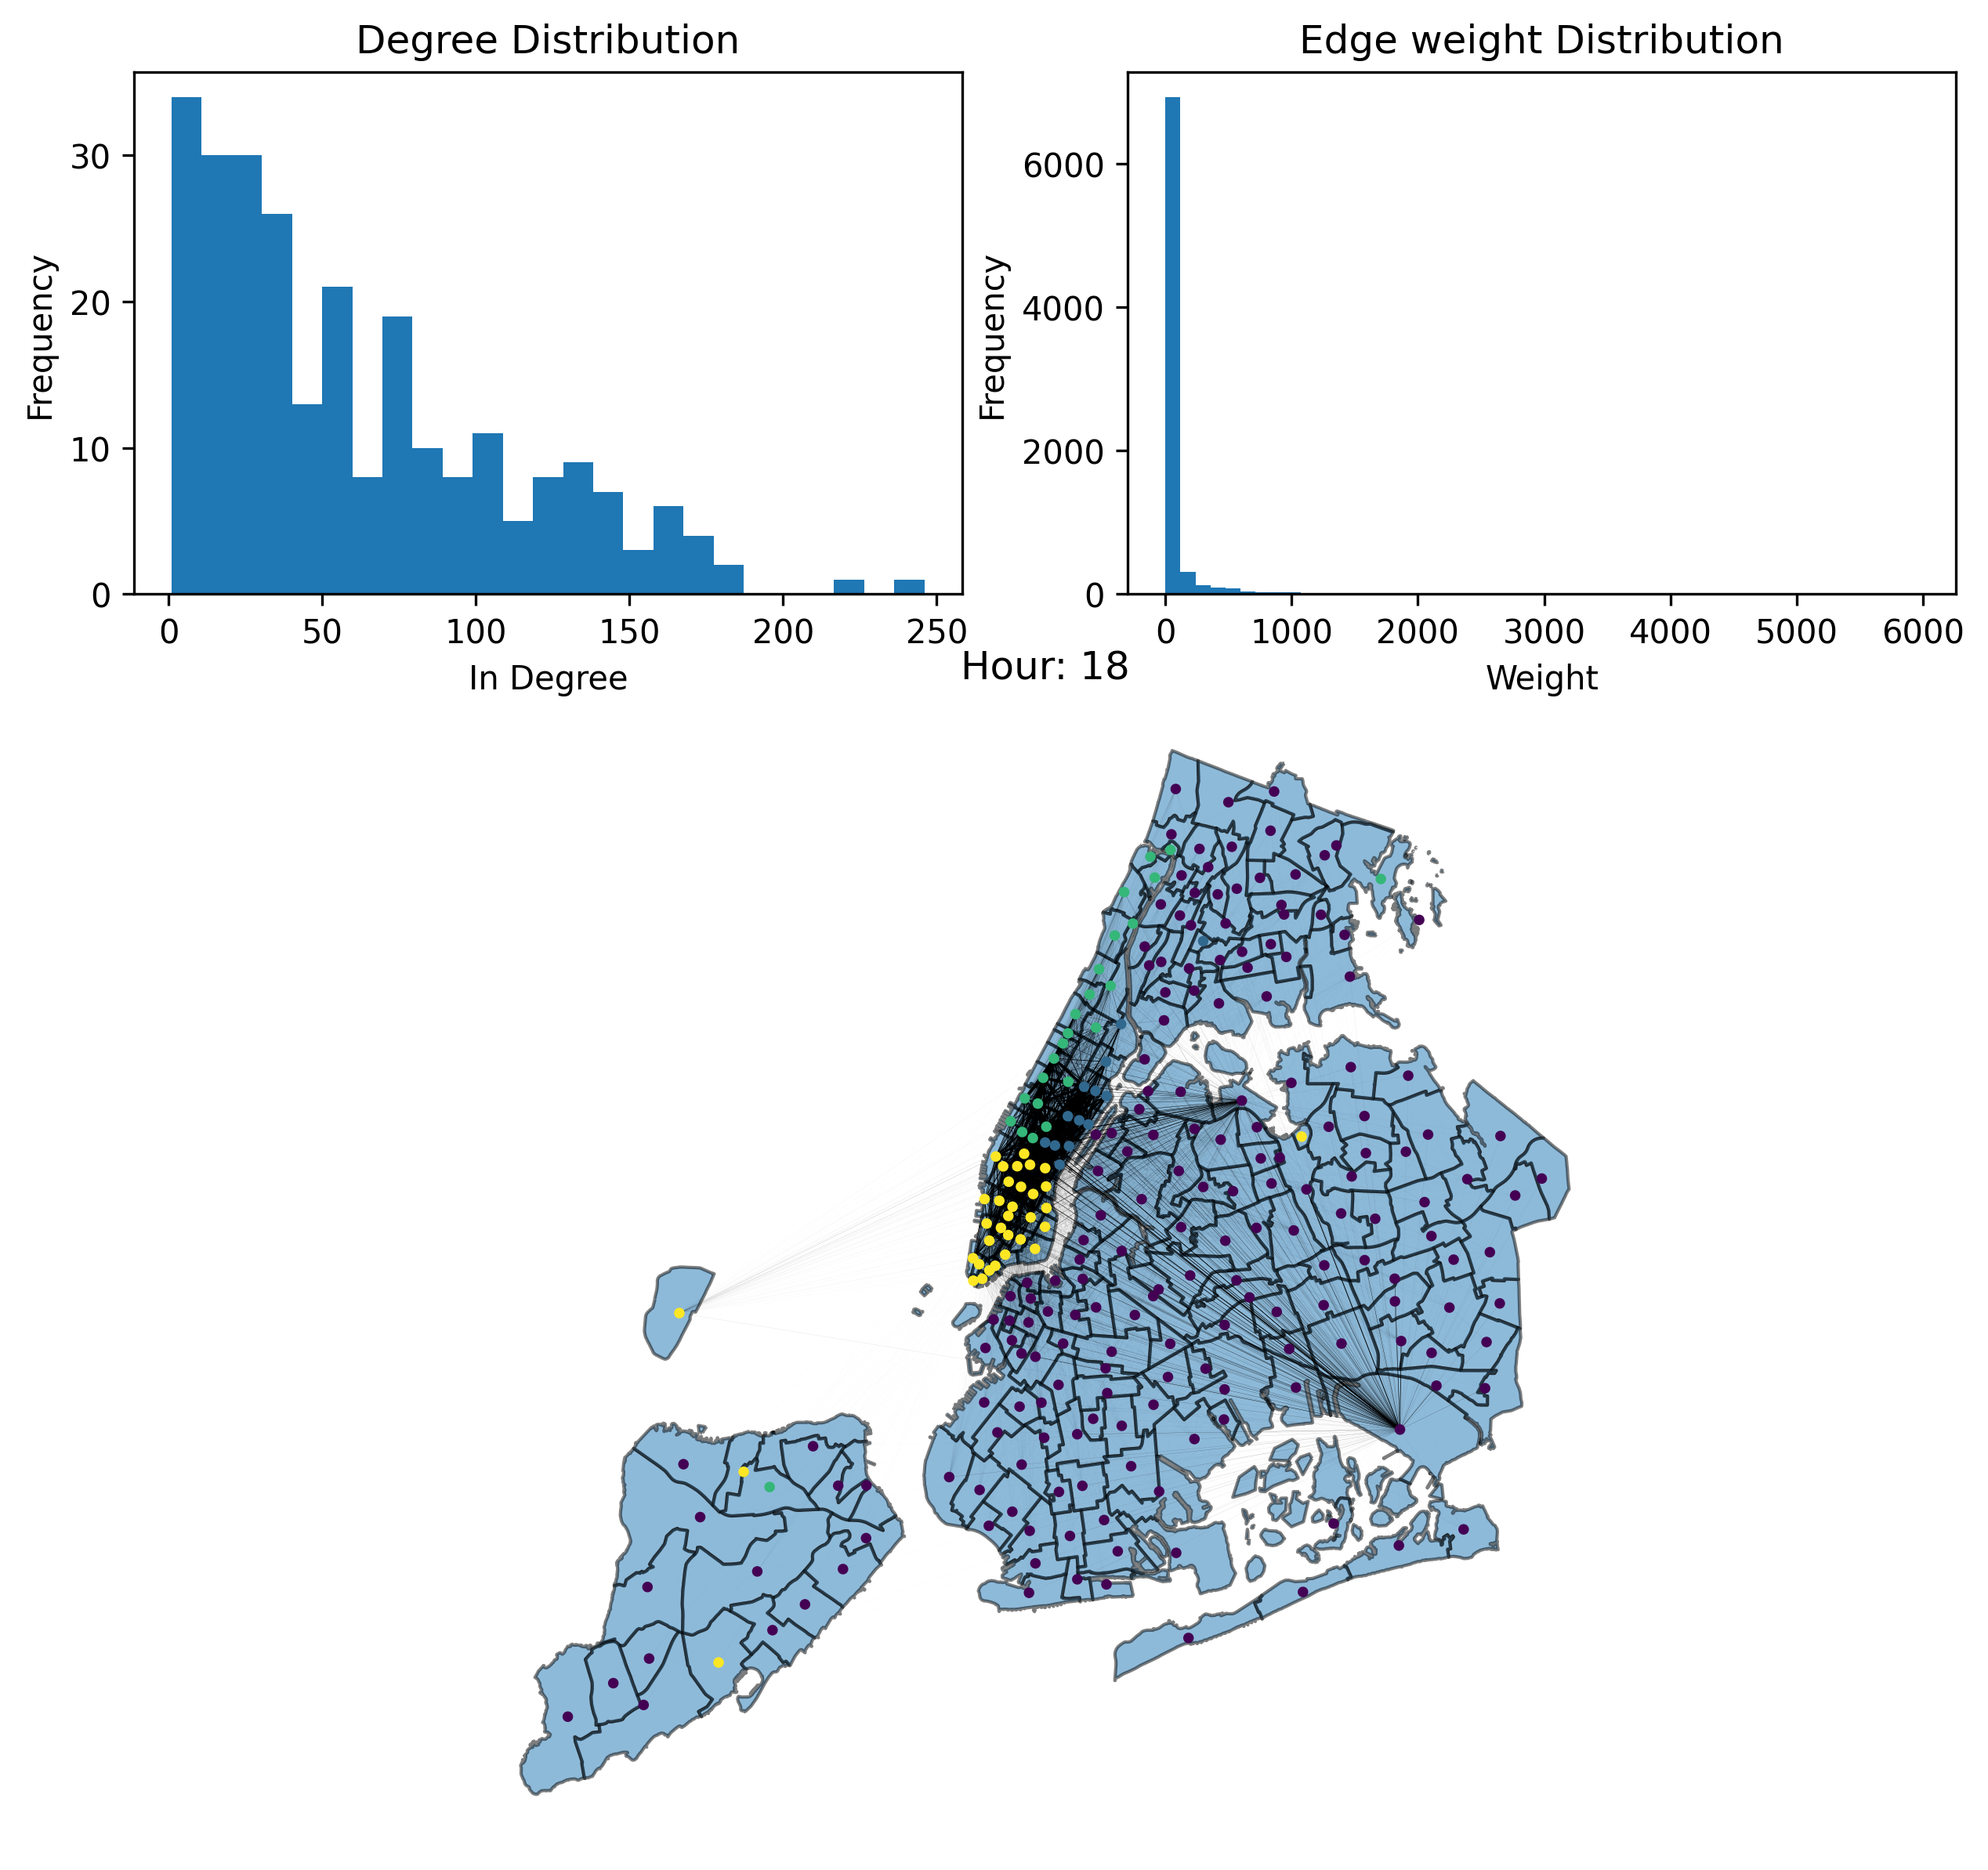 Degree Distribution
Edge weight Distribution
Frequency
30
20
10
0
0 50 100 150 200 250
In Degree
Frequency
6000
4000
2000
0
0 1000 2000 3000 4000 5000 6000
Weight
Hour: 18